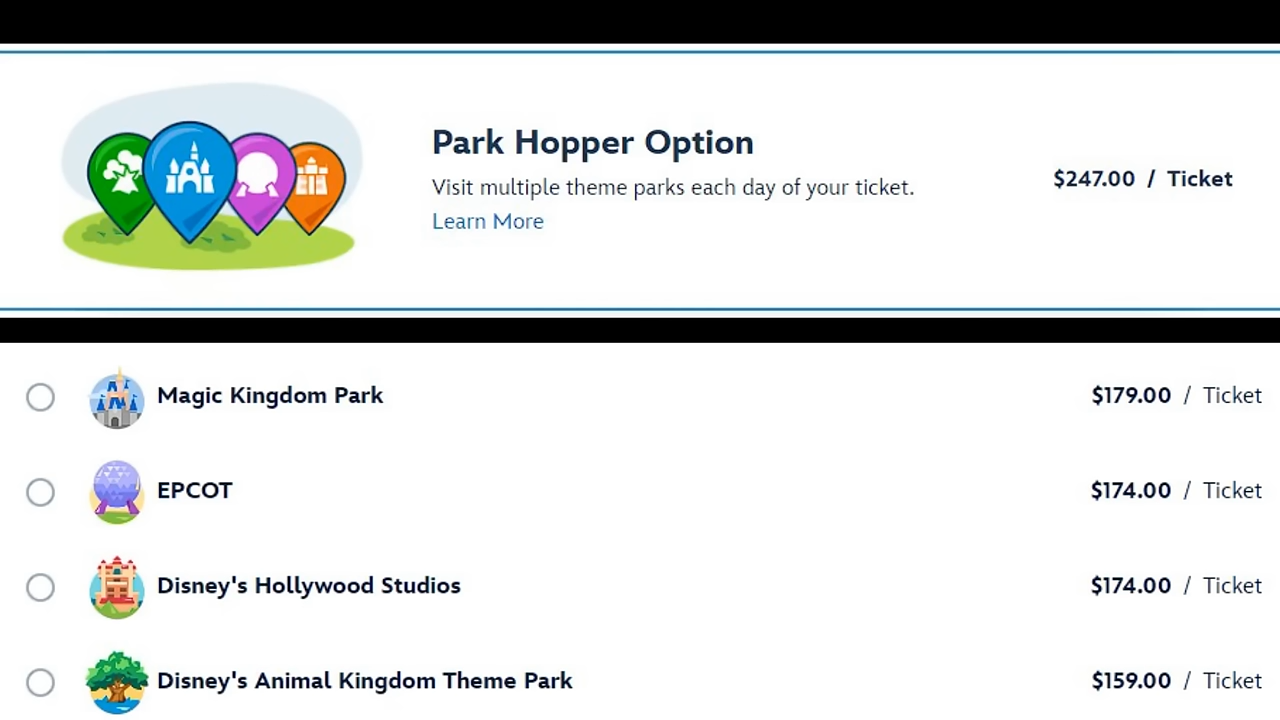 Park Hopper Option
Visit multiple theme parks each day of your ticket.
$247.00 / Ticket
Learn More
Magic Kingdom Park $179.00 / Ticket
EPCOT $174.00 / Ticket
Disney's Hollywood Studios $174.00 / Ticket
Disney's Animal Kingdom Theme Park $159.00 / Ticket